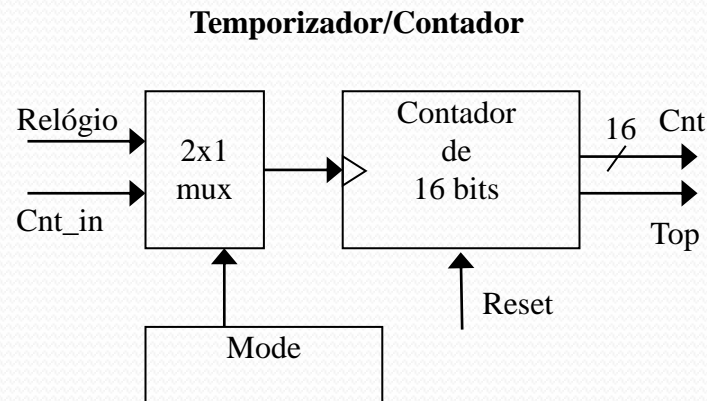 Temporizador/Contador
Relógio
Cnt_in
2x1
mux
Contador
de
16 bits
16
Cnt
Top
Reset
Mode